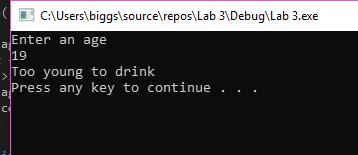 C:\Users\biggs\source\repos\Lab 3\Debug\Lab 3.exe
Enter an age
19
Too young to drink
Press any key to continue . . .